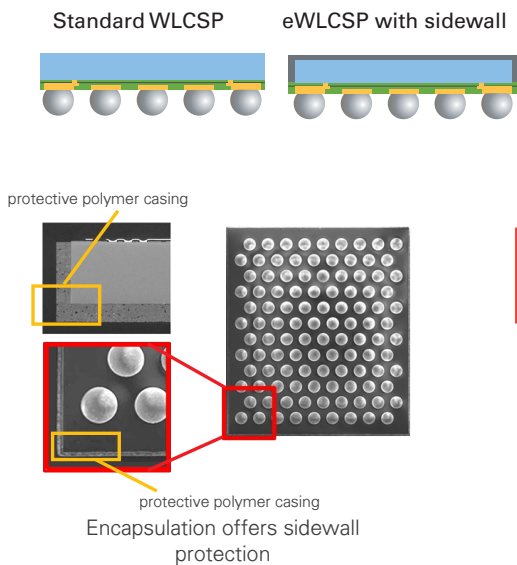 Standard WLCSP
eWLCSP with sidewall
protective polymer casing
protective polymer casing
Encapsulation offers sidewall
protection